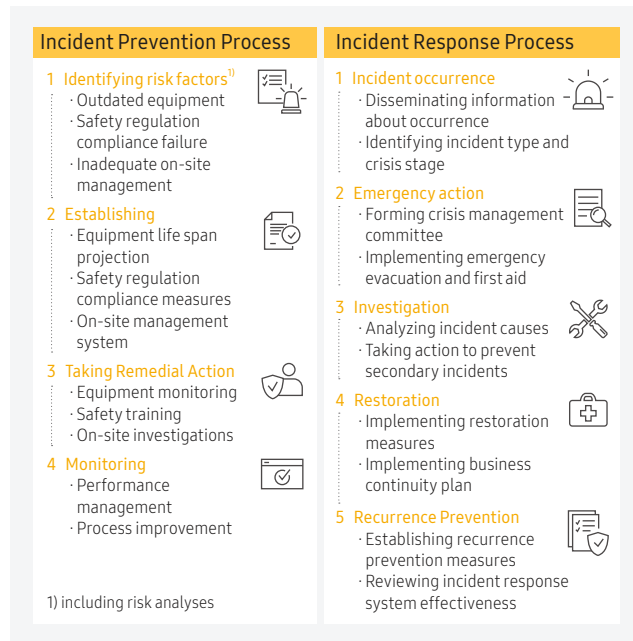 Incident Prevention Process
1 Identifying risk factors1)
· Outdated equipment
· Safety regulation
compliance failure
· Inadequate on-site
management
2 Establishing
· Equipment life span
projection
· Safety regulation
compliance measures
· On-site management
system
3 Taking Remedial Action
· Equipment monitoring
· Safety training
· On-site investigations
4 Monitoring
· Performance
management
· Process improvement
1) including risk analyses
Incident Response Process
1 Incident occurrence
· Disseminating information
about occurrence
· Identifying incident type and
crisis stage
2 Emergency action
· Forming crisis management
committee
· Implementing emergency
evacuation and first aid
3 Investigation
· Analyzing incident causes
· Taking action to prevent
secondary incidents
4 Restoration
· Implementing restoration
measures
· Implementing business
continuity plan
5 Recurrence Prevention
· Establishing recurrence
prevention measures
· Reviewing incident response
system effectiveness